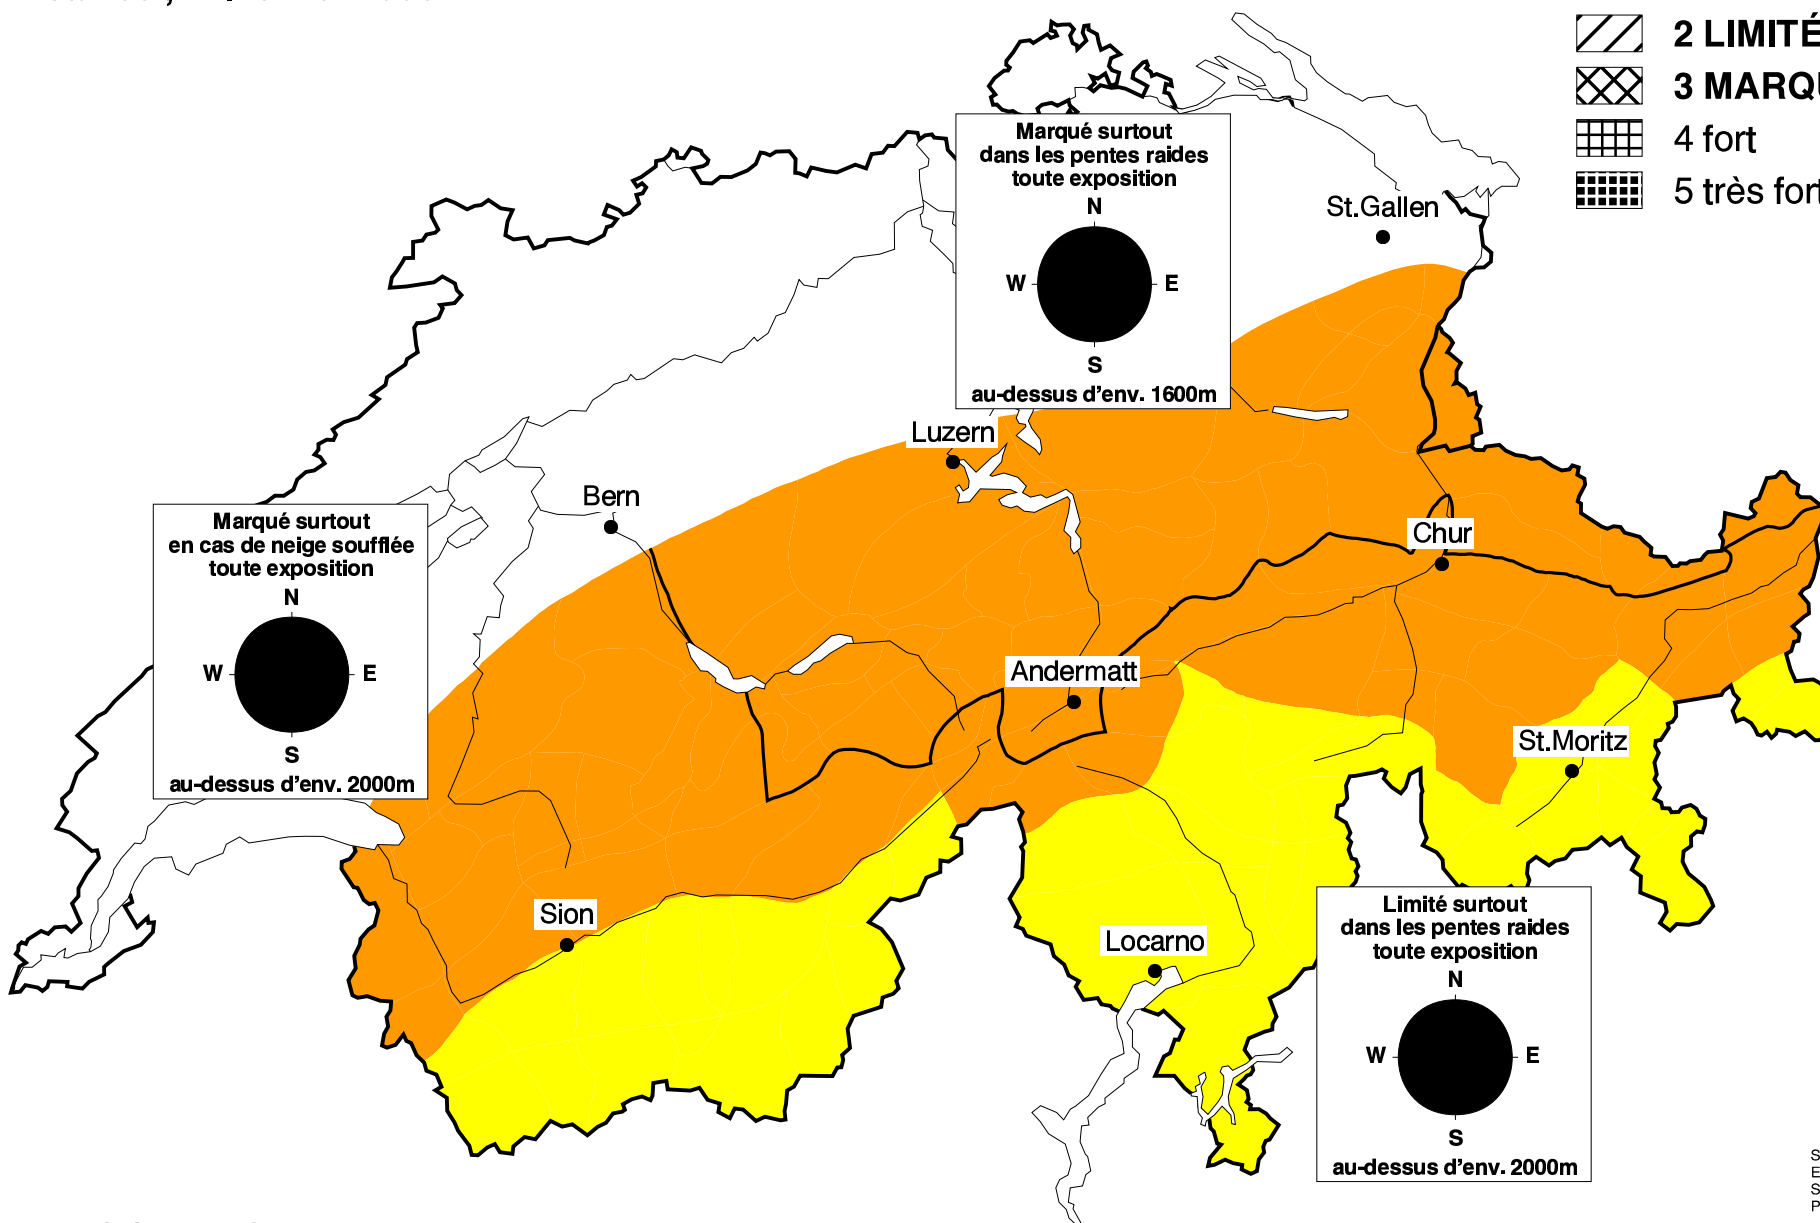 2 LIMITÉ
3 MARQU
4 fort
5 très fort
Marqué surtout
dans les pentes raides
toute exposition
N
W
E
S
au-dessus d'env. 1600m
St.Gallen
Luzern
Bern
Chur
Marqué surtout
en cas de neige soufflée
toute exposition
N
W
E
S
au-dessus d'env. 2000m
Andermatt
St.Moritz
Sion
Locarno
Limité surtout
dans les pentes raides
toute exposition
N
W
E
S
au-dessus d'env. 2000m
S
E
S
P